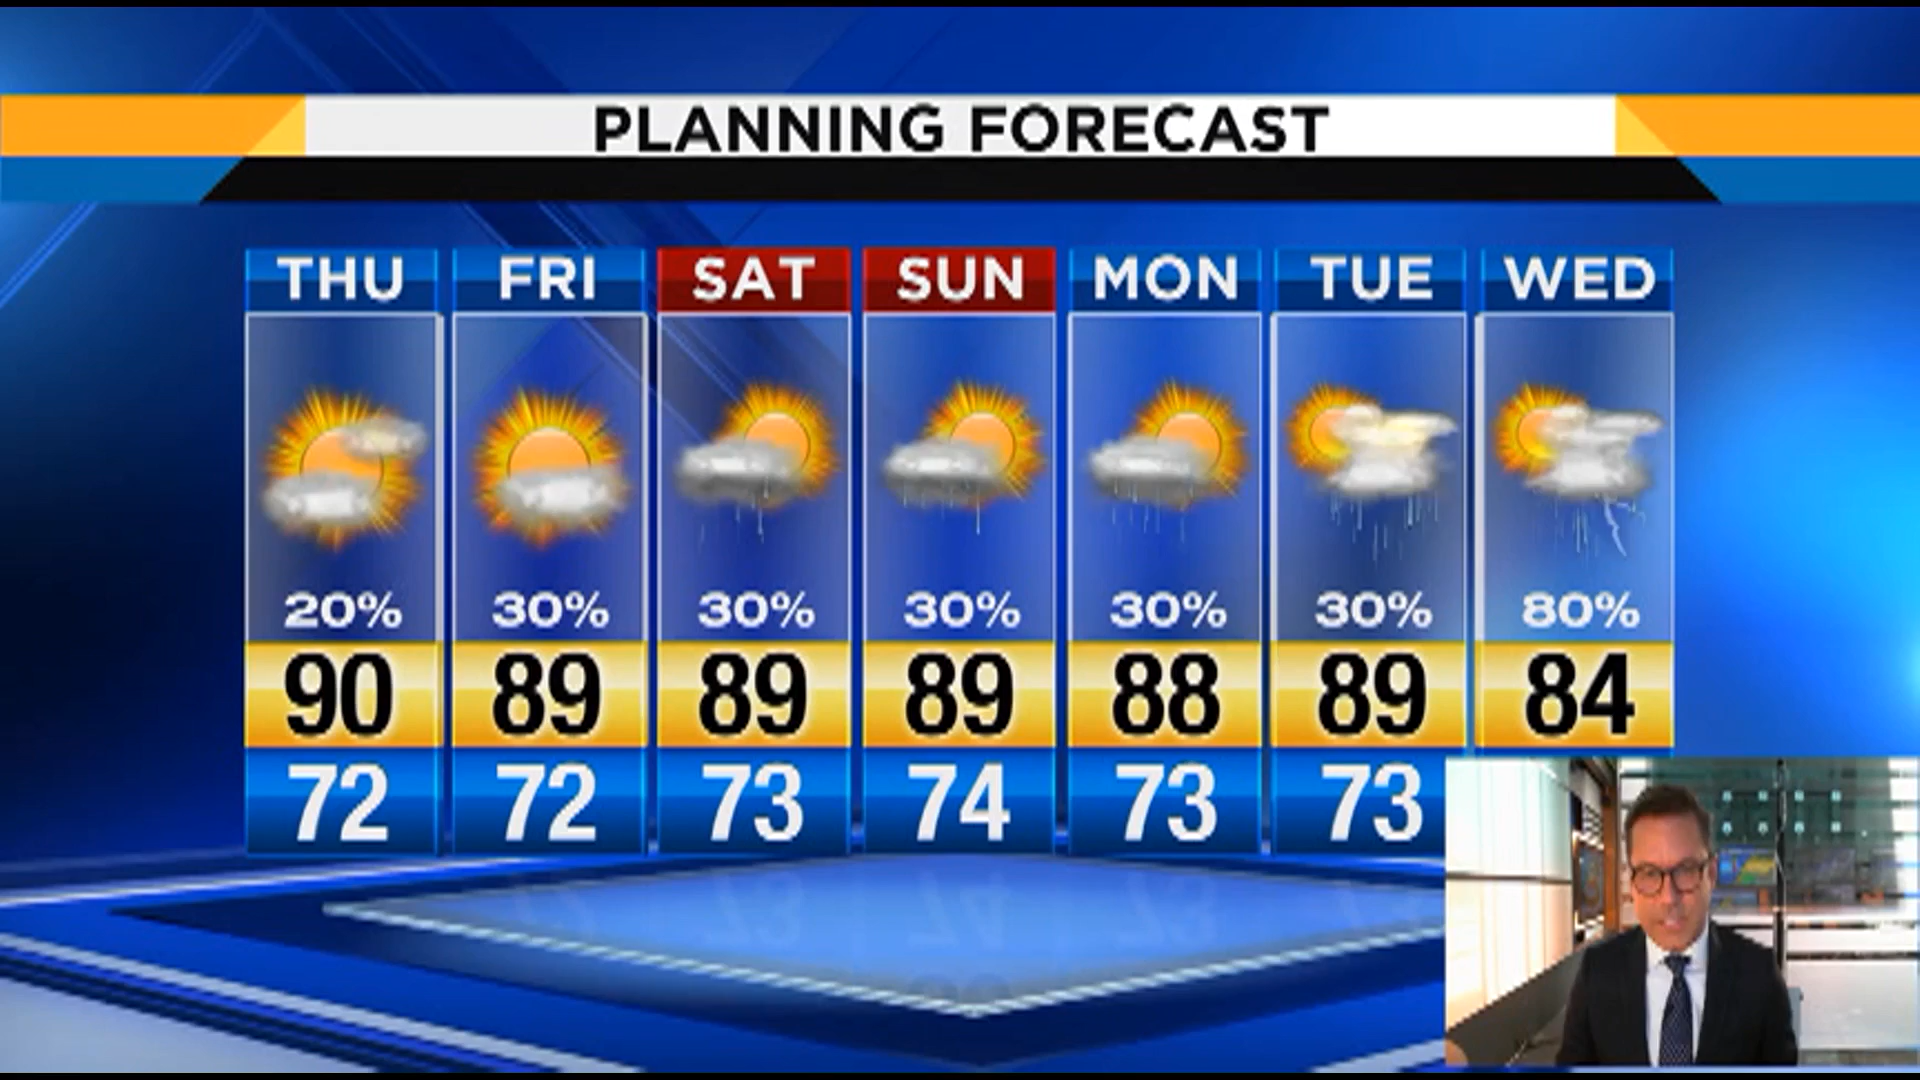 PLANNING FORECAST
THU FRI SAT SUN MON TUE WED
20% 30% 30% 30% 30% 30% 80%
90 89 89 89 88 89 84
72 72 73 74 73 73